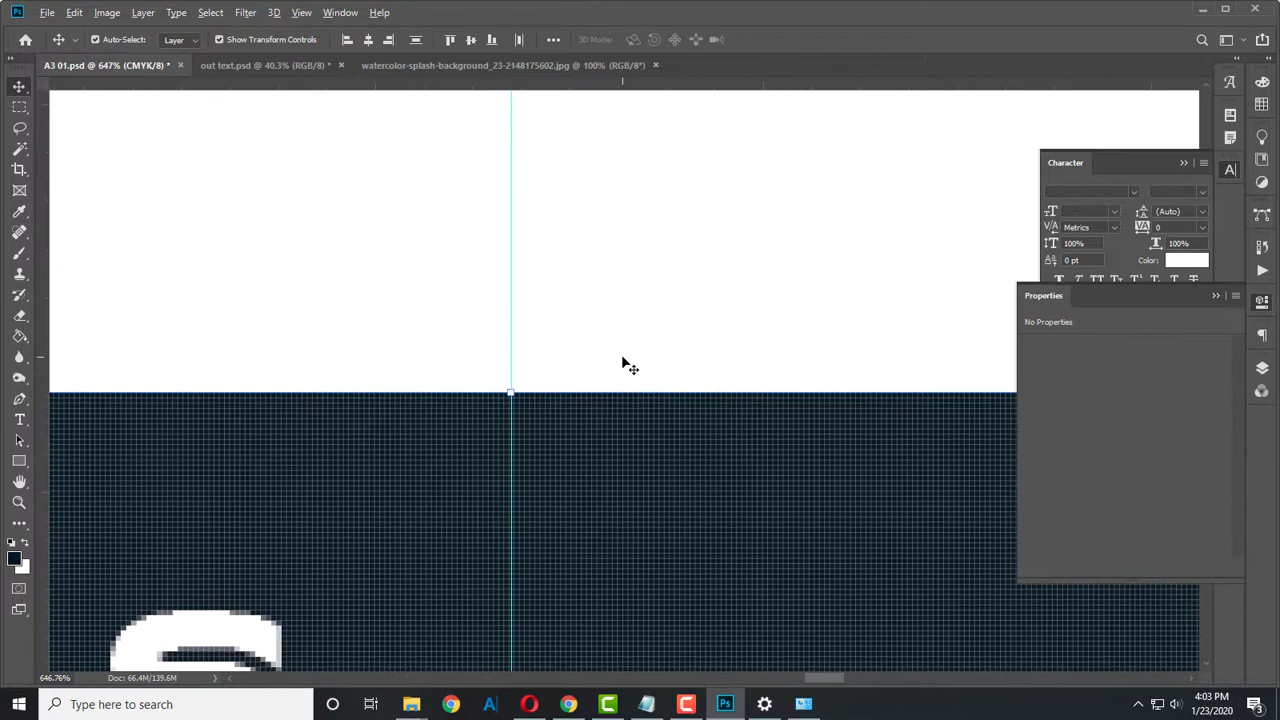 Ps File Edit Image Layer Type Select Filter 3D View Window Help
Auto-Select: Layer Show Transform Controls 3D Mode:
A3 01.psd @ 647% (CMYK/8) * × out text.psd @ 40.3% (RGB/8) * × watercolor-splash-background_23-2148175602.jpg @ 100% (RGB/8*) ×
Character
(Auto)
Metrics 0
100% 100%
0 pt Color:
Properties
No Properties
646.76% Doc: 66.4M/139.6M
Type here to search
4:03 PM
1/23/2020
3